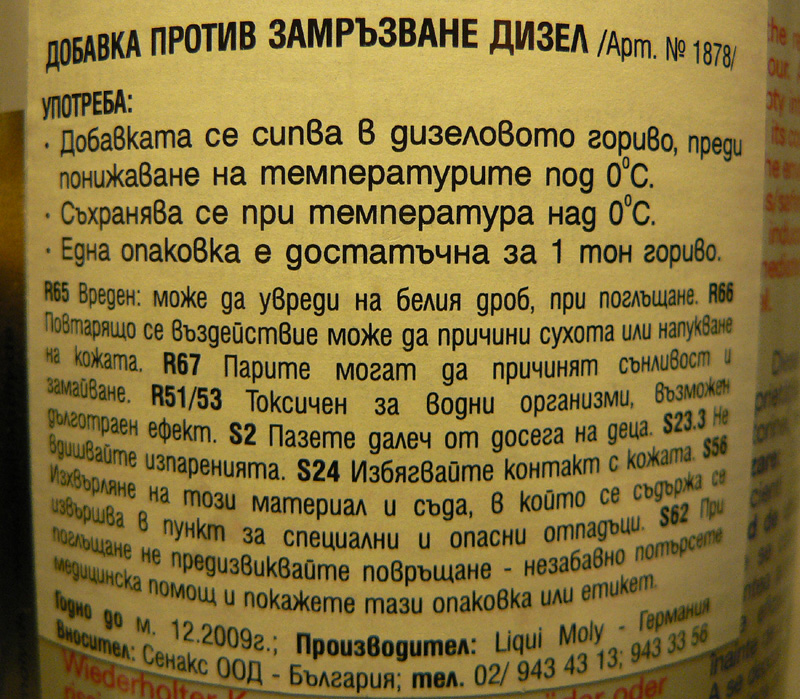 ДОБАВКА ПРОТИВ ЗАМРЪЗВАНЕ ДИЗЕЛ /Арт. № 1878/
УПОТРЕБА:
· Добавката се сипва в дизеловото гориво, преди
понижаване на температурите под 0°C.
· Съхранява се при температура над 0°C.
· Една опаковка е достатъчна за 1 тон гориво.
R65 Вреден: може да увреди на белия дроб, при поглъщане. R66
Повтарящо се въздействие може да причини сухота или напукване
на кожата. R67 Парите могат да причинят сънливост и
замайване. R51/53 Токсичен за водни организми, възможен
дълготраен ефект. S2 Пазете далеч от досега на деца. S23.3 Не
вдишвайте изпаренията. S24 Избягвайте контакт с кожата. S56
Изхвърляне на този материал и съда, в който се съдържа се
извършва в пункт за специални и опасни отпадъци. S62 При
поглъщане не предизвиквайте повръщане - незабавно потърсете
медицинска помощ и покажете тази опаковка или етикет.
Годно до м. 12.2009г.; Производител: Liqui Moly - Германия
Вносител: Сенакс ООД - България; тел. 02/ 943 43 13; 943 33 56
Wiederholter
oder